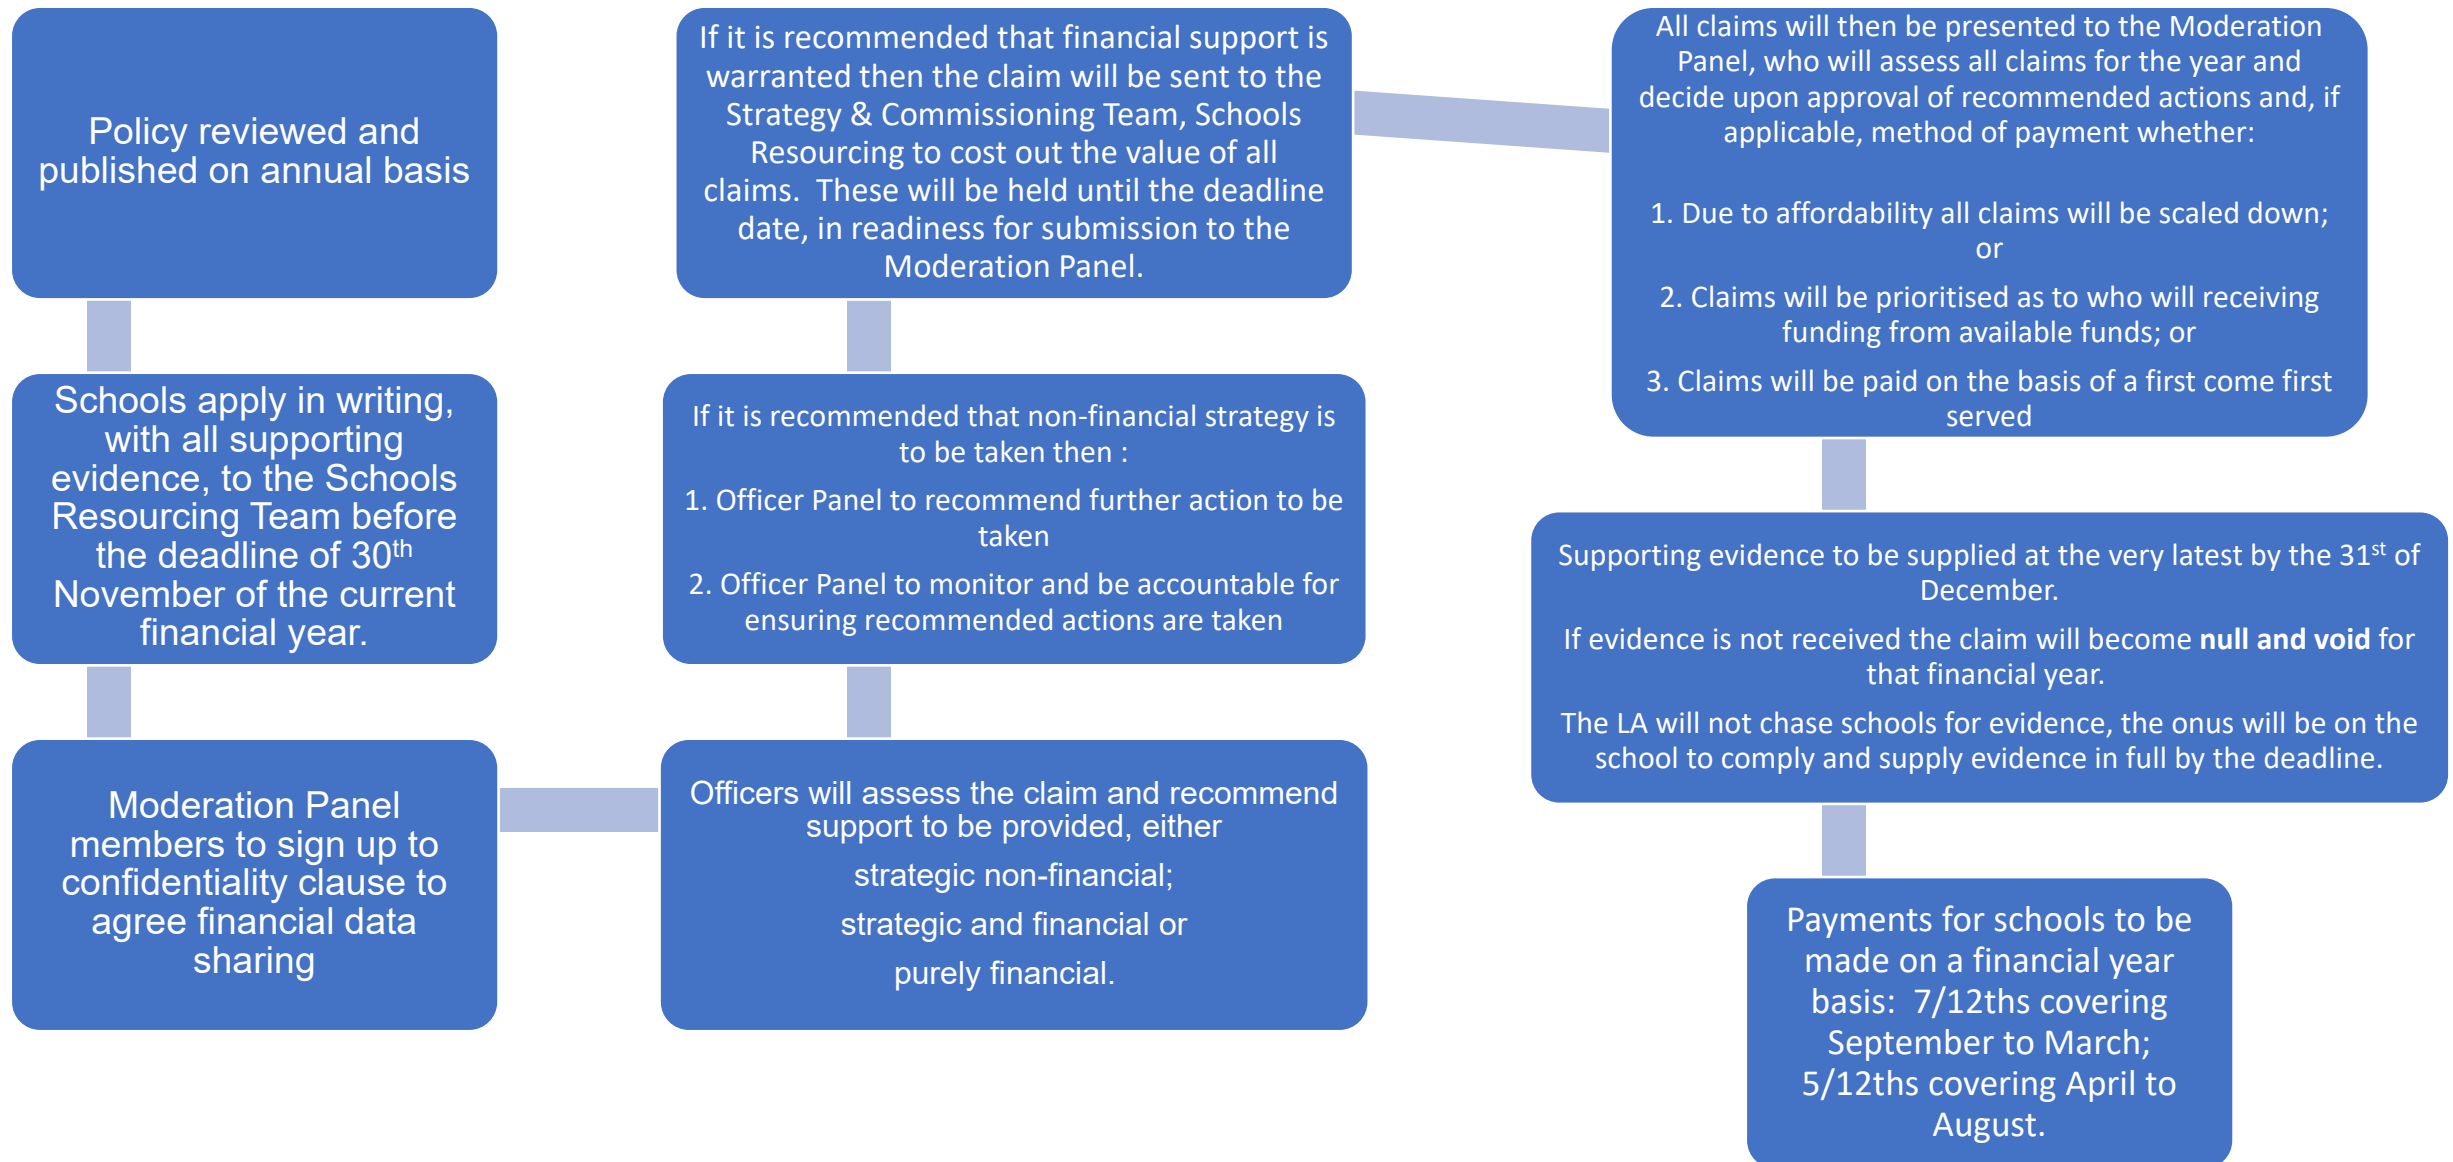 Policy reviewed and
published on annual basis
Schools apply in writing,
with all supporting
evidence, to the Schools
Resourcing Team before
the deadline of 30th
November of the current
financial year.
Moderation Panel
members to sign up to
confidentiality clause to
agree financial data
sharing
Officers will assess the claim and recommend
support to be provided, either
strategic non-financial;
strategic and financial or
purely financial.
If it is recommended that non-financial strategy is
to be taken then :
1. Officer Panel to recommend further action to be
taken
2. Officer Panel to monitor and be accountable for
ensuring recommended actions are taken
If it is recommended that financial support is
warranted then the claim will be sent to the
Strategy & Commissioning Team, Schools
Resourcing to cost out the value of all
claims.  These will be held until the deadline
date, in readiness for submission to the
Moderation Panel.
All claims will then be presented to the Moderation
Panel, who will assess all claims for the year and
decide upon approval of recommended actions and, if
applicable, method of payment whether:
1. Due to affordability all claims will be scaled down;
or
2. Claims will be prioritised as to who will receiving
funding from available funds; or
3. Claims will be paid on the basis of a first come first
served
Supporting evidence to be supplied at the very latest by the 31st of
December.
If evidence is not received the claim will become null and void for
that financial year.
The LA will not chase schools for evidence, the onus will be on the
school to comply and supply evidence in full by the deadline.
Payments for schools to be
made on a financial year
basis:  7/12ths covering
September to March;
5/12ths covering April to
August.